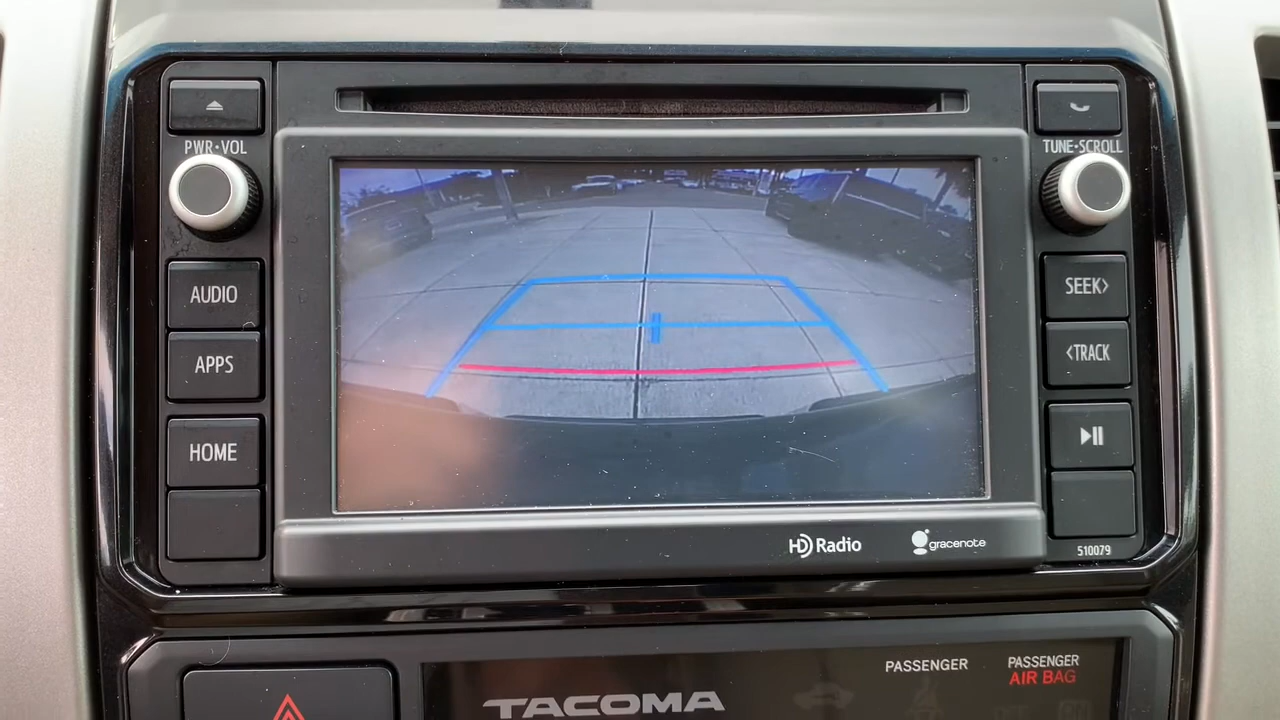 PWR•VOL
TUNE•SCROLL
AUDIO
SEEK>
APPS
<TRACK
HOME
HD Radio
gracenote
510079
PASSENGER
PASSENGER
AIR BAG
TACOMA